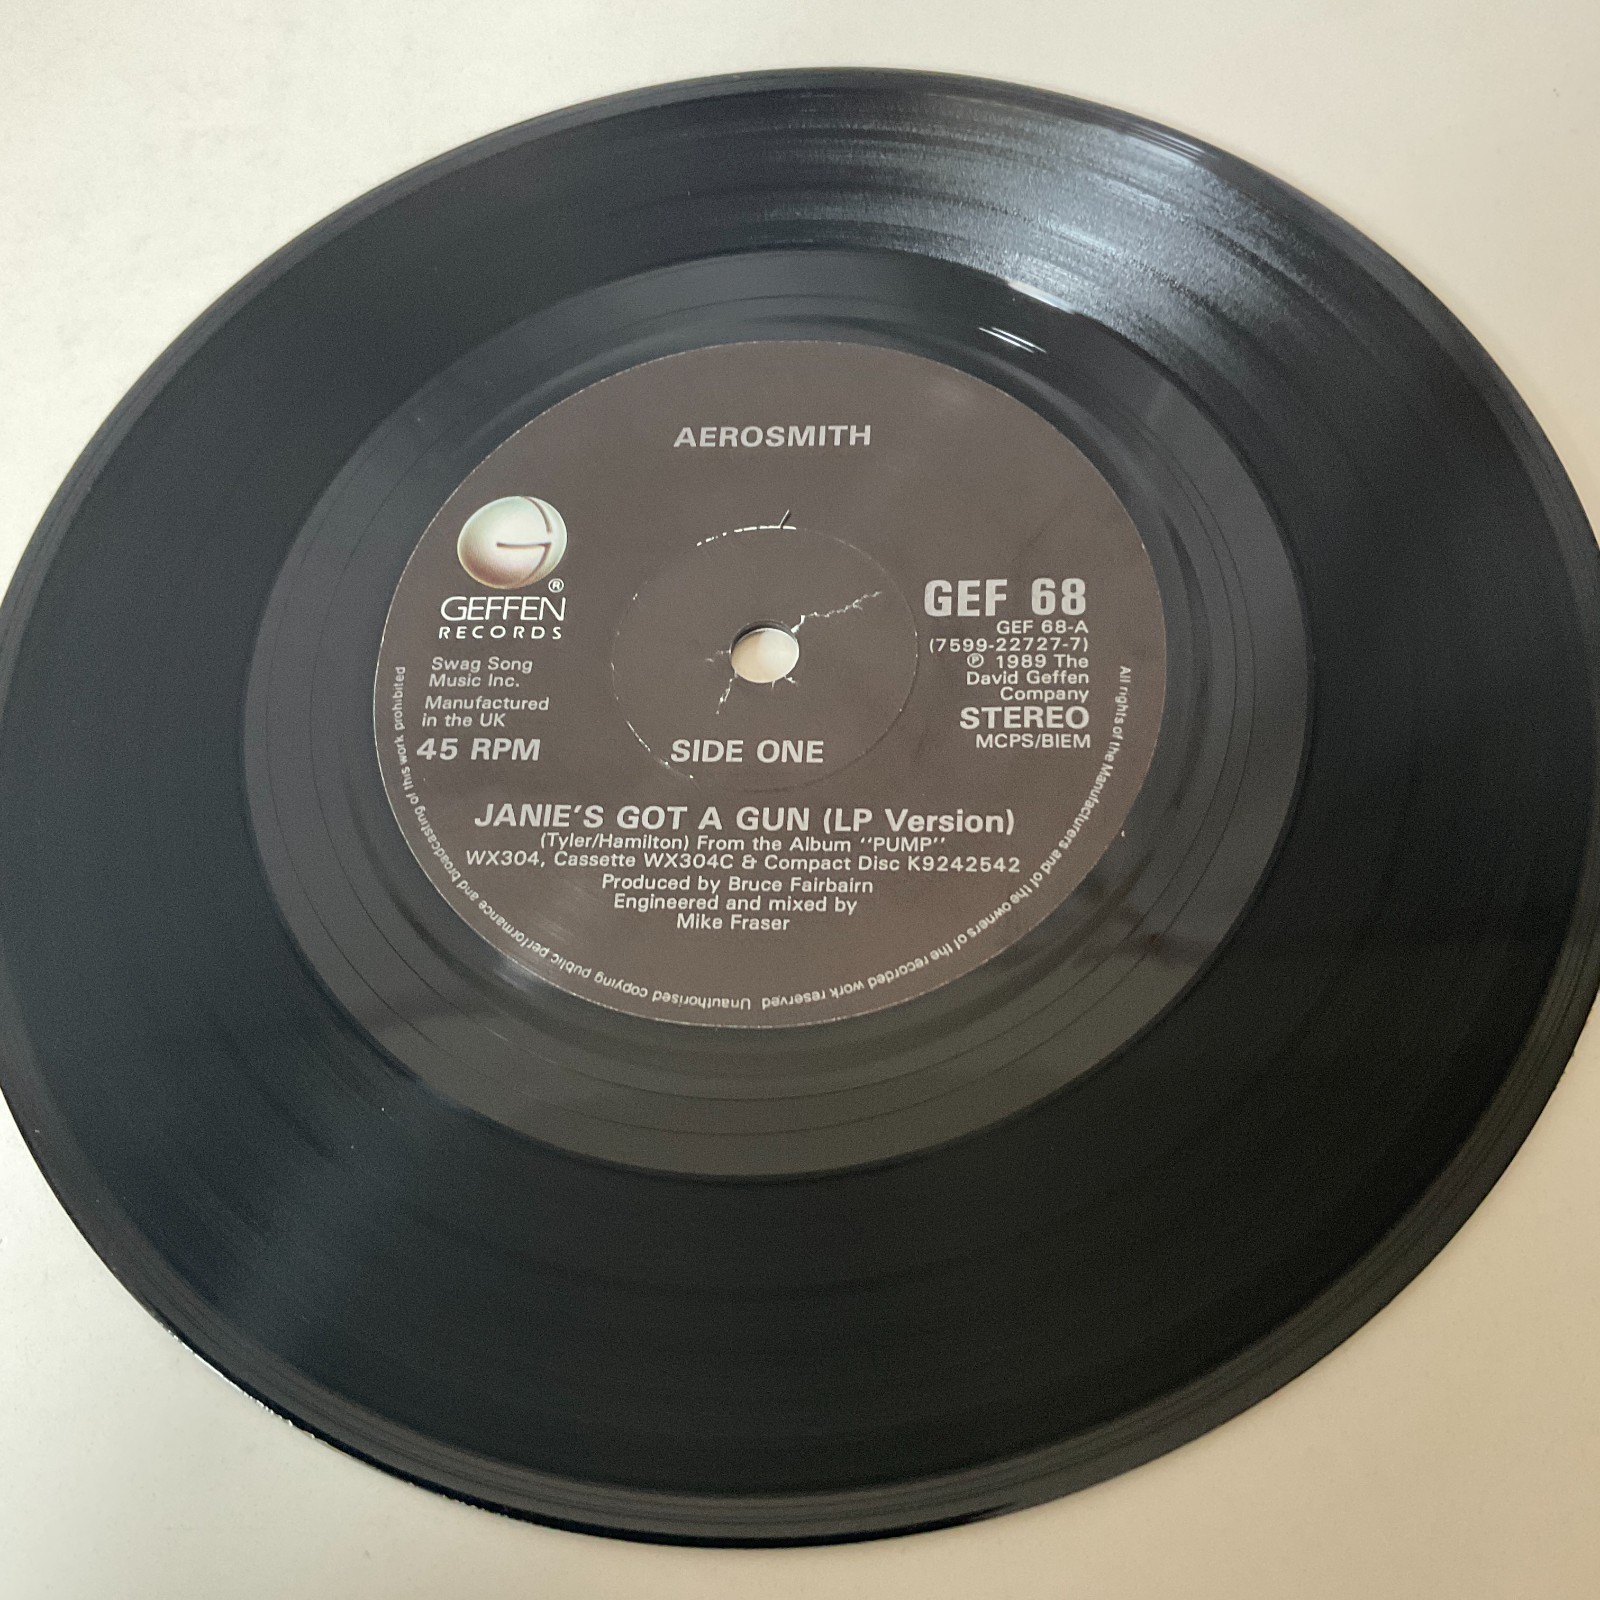 AEROSMITH
GEFFEN®
RECORDS
Swag Song
Music Inc.
Manufactured
in the UK
45 RPM
GEF 68
GEF 68-A
(7599-22727-7)
℗ 1989 The
David Geffen
Company
STEREO
MCPS/BIEM
SIDE ONE
JANIE'S GOT A GUN (LP Version)
(Tyler/Hamilton) From the Album "PUMP"
WX304, Cassette WX304C & Compact Disc K9242542
Produced by Bruce Fairbairn
Engineered and mixed by
Mike Fraser
All rights of the Manufacturers and of the owners of the recorded work reserved Unauthorised copying public performance and broadcasting of this work prohibited